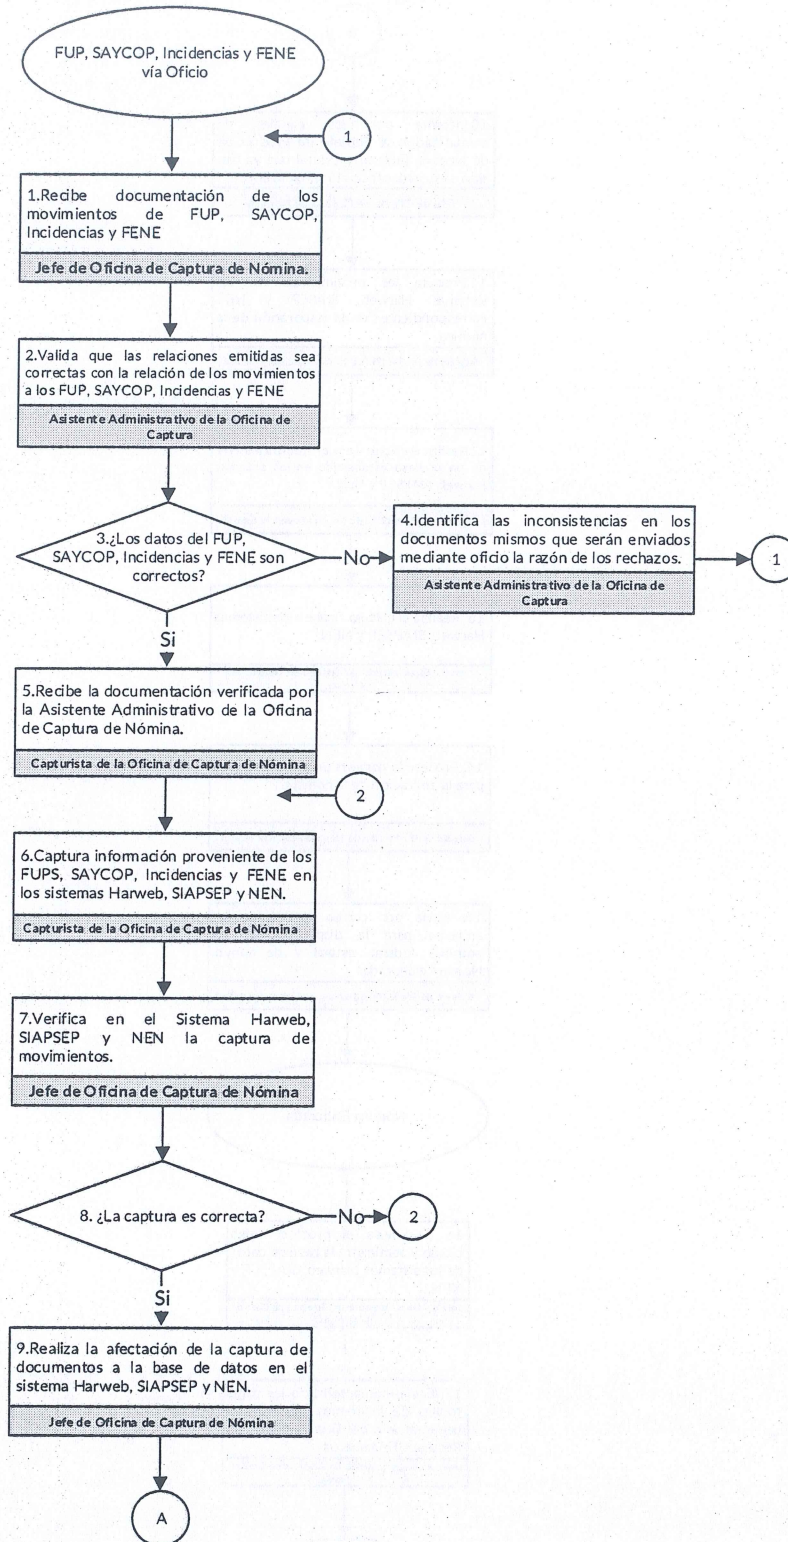 FUP, SAYCOP, Incidencias y FENE
vía Oficio
1
1.Recibe documentación de los
movimientos de FUP, SAYCOP,
Incidencias y FENE
Jefe de Oficina de Captura de Nómina.
2.Valida que las relaciones emitidas sea
correctas con la relación de los movimientos
a los FUP, SAYCOP, Incidencias y FENE
Asistente Administrativo de la Oficina de
Captura
3.¿Los datos del FUP,
SAYCOP, Incidencias y FENE son
correctos?
No
4.Identifica las inconsistencias en los
documentos mismos que serán enviados
mediante oficio la razón de los rechazos.
Asistente Administrativo de la Oficina de
Captura
1
Si
5.Recibe la documentación verificada por
la Asistente Administrativo de la Oficina
de Captura de Nómina.
Capturista de la Oficina de Captura de Nómina
2
6.Captura información proveniente de los
FUPS, SAYCOP, Incidencias y FENE en
los sistemas Harweb, SIAPSEP y NEN.
Capturista de la Oficina de Captura de Nómina
7.Verifica en el Sistema Harweb,
SIAPSEP y NEN la captura de
movimientos.
Jefe de Oficina de Captura de Nómina
8. ¿La captura es correcta?
No
2
Si
9.Realiza la afectación de la captura de
documentos a la base de datos en el
sistema Harweb, SIAPSEP y NEN.
Jefe de Oficina de Captura de Nómina
A